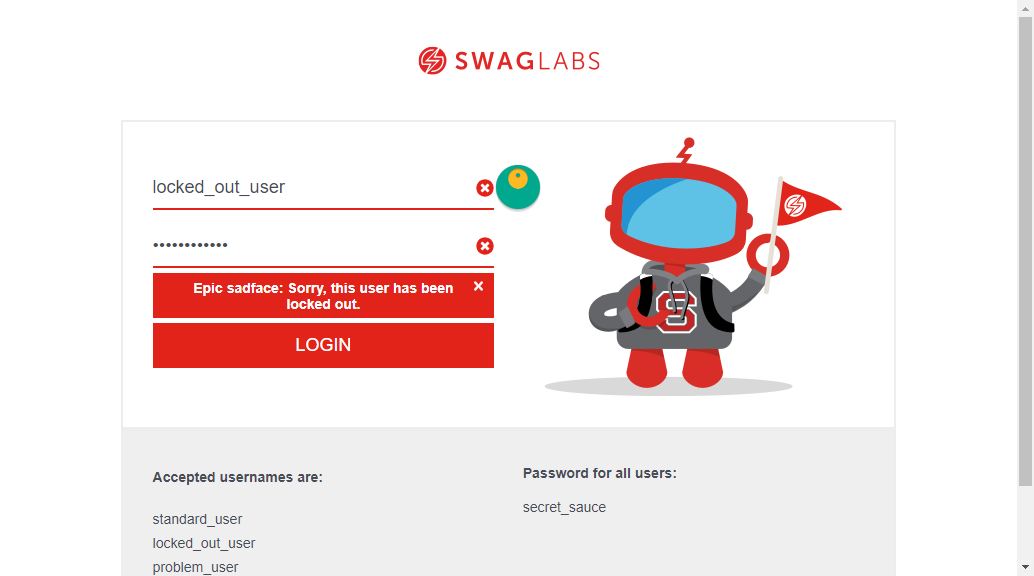 SWAGLABS
locked_out_user
••••••••••••
Epic sadface: Sorry, this user has been
locked out.
LOGIN
S
Accepted usernames are:
standard_user
locked_out_user
problem_user
Password for all users:
secret_sauce